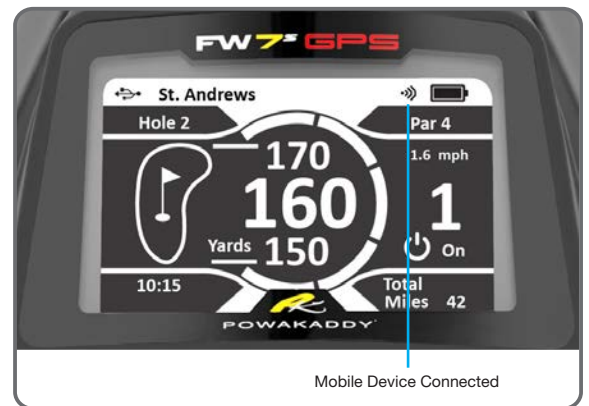 FW7s GPS
St. Andrews
Hole 2
Par 4
170
160
Yards 150
1.6 mph
1
On
10:15
Total
Miles 42
POWAKADDY
Mobile Device Connected